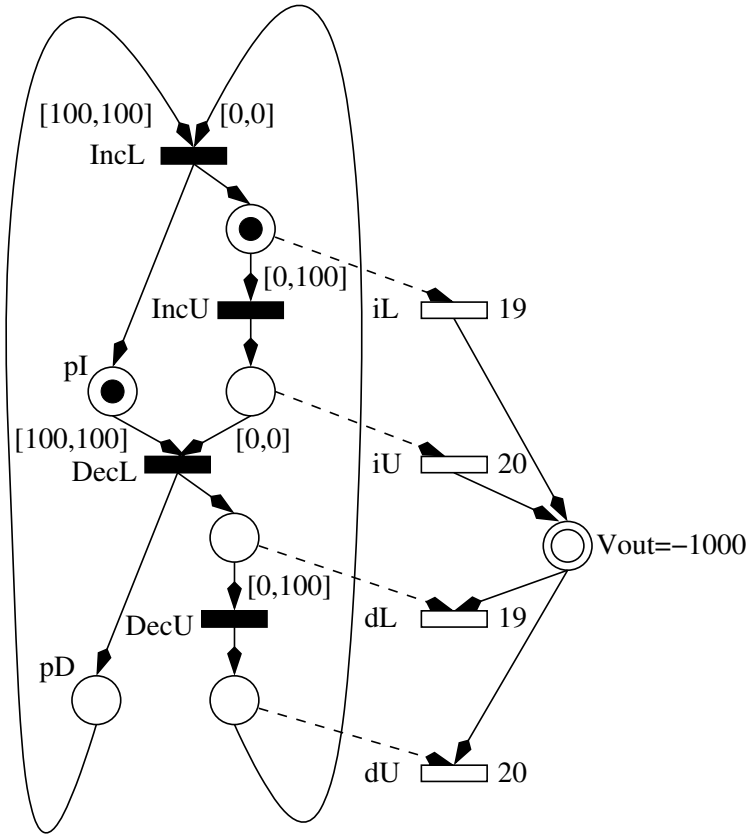 [100,100] [0,0]
IncL
[0,100]
IncU iL 19
pI
[100,100] [0,0]
DecL iU 20
Vout=−1000
[0,100]
DecU dL 19
pD
dU 20